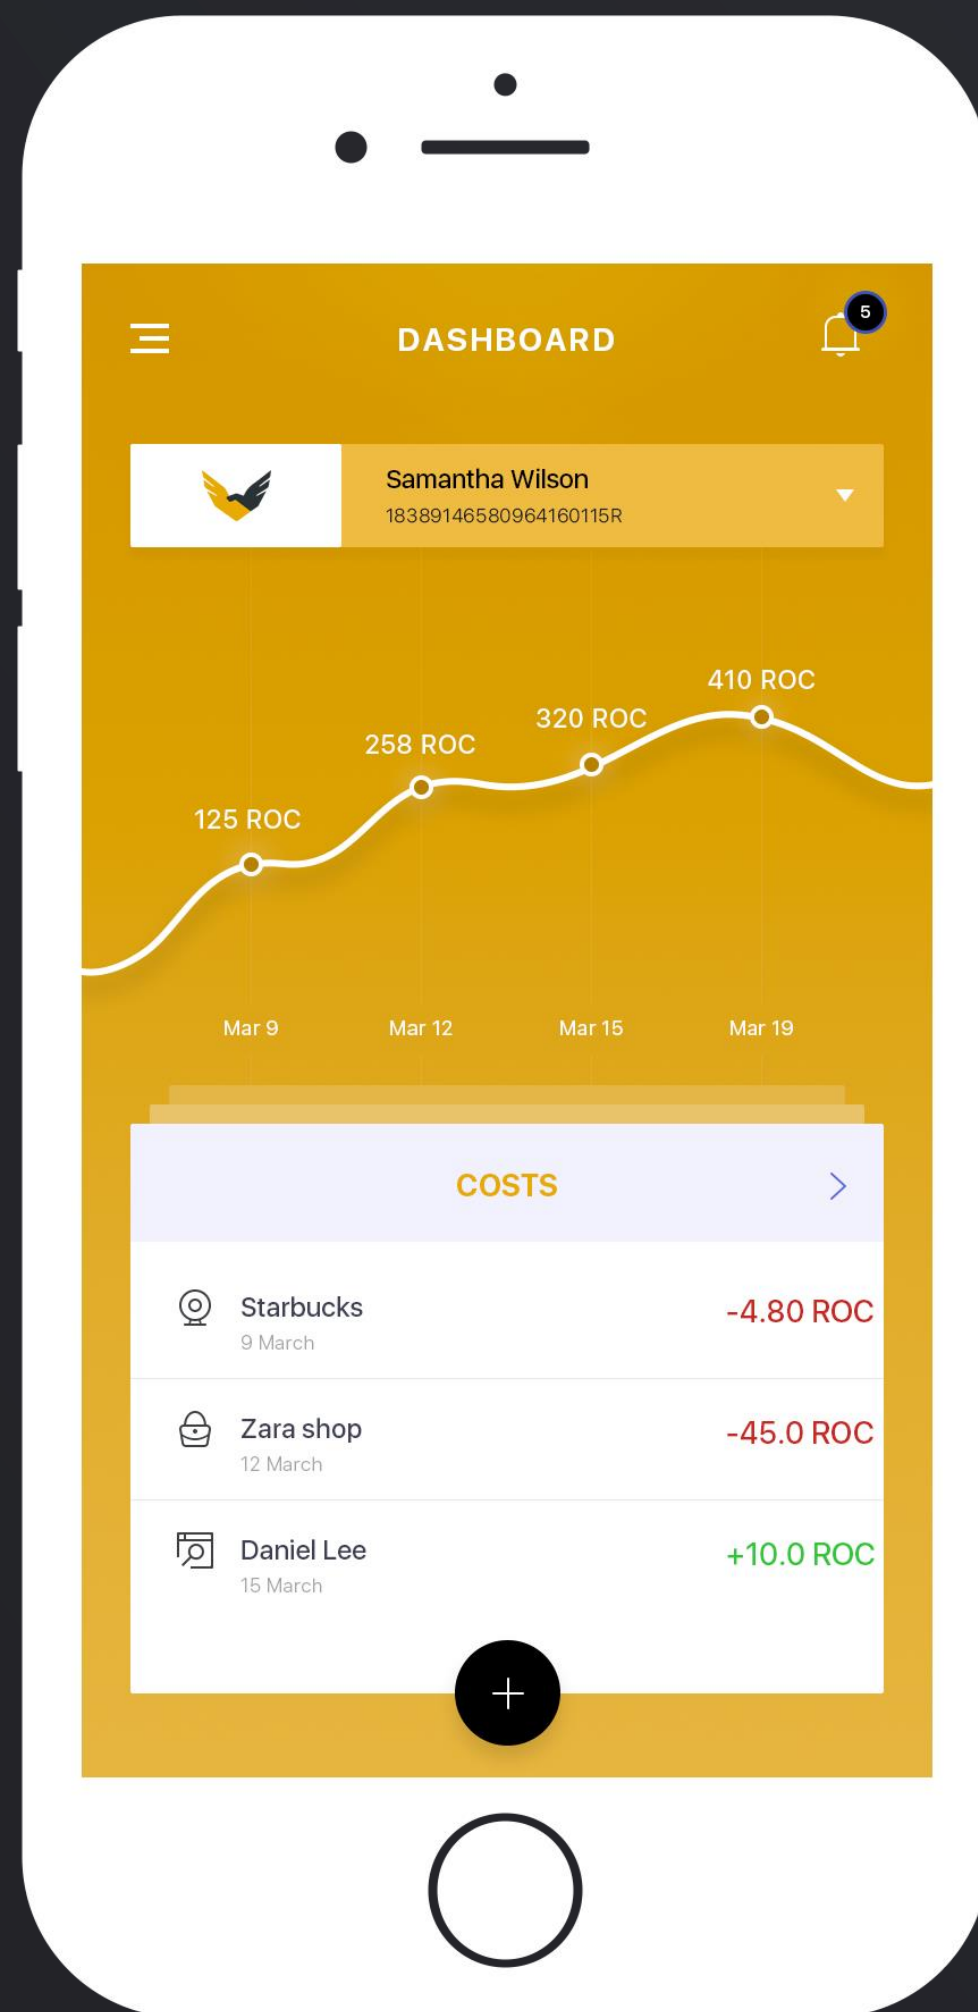 DASHBOARD
5
Samantha Wilson
18389146580964160115R
410 ROC
320 ROC
258 ROC
125 ROC
Mar 9
Mar 12
Mar 15
Mar 19
COSTS
Starbucks
-4.80 ROC
9 March
Zara shop
-45.0 ROC
12 March
Daniel Lee
+10.0 ROC
15 March